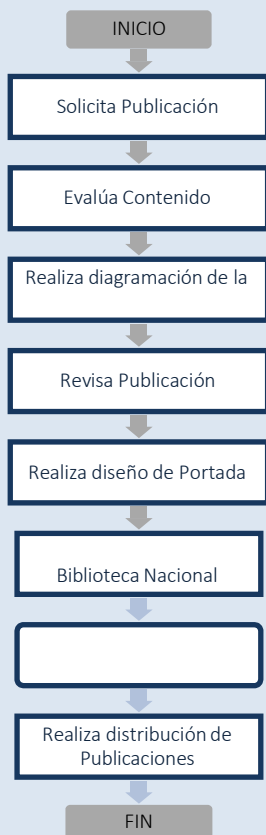 INICIO
Solicita Publicación
Evalúa Contenido
Realiza diagramación de la
Revisa Publicación
Realiza diseño de Portada
Biblioteca Nacional
Realiza distribución de
Publicaciones
FIN